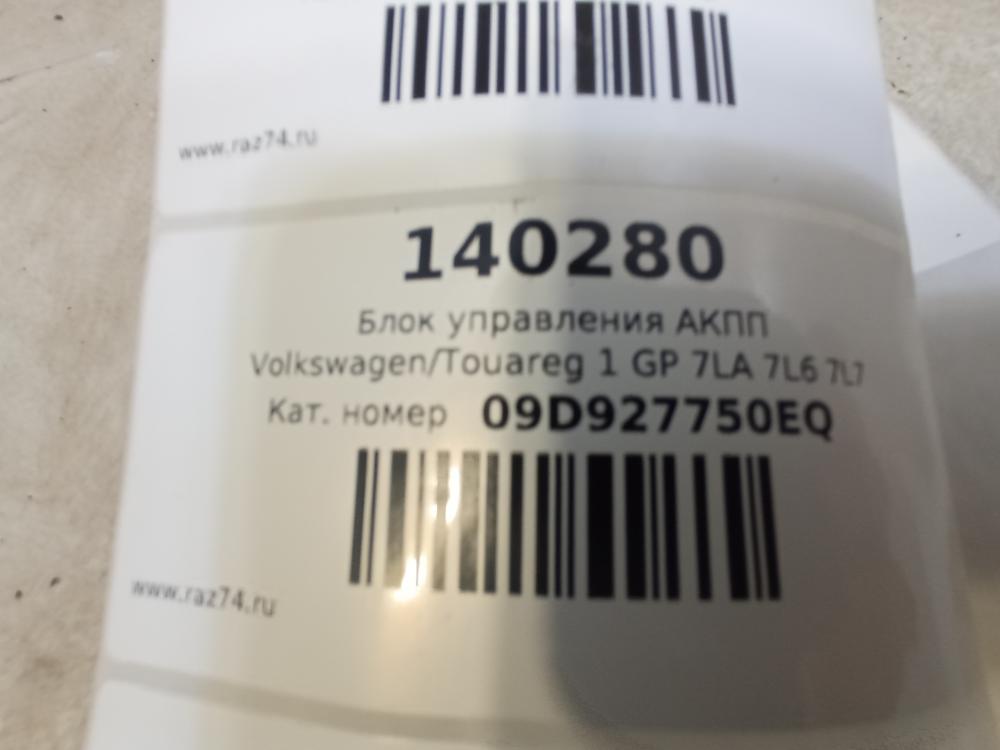 www.raz74.ru
140280
Блок управления АКПП
Volkswagen/Touareg 1 GP 7LA 7L6 7L7
Кат. номер 09D927750EQ
www.raz74.ru